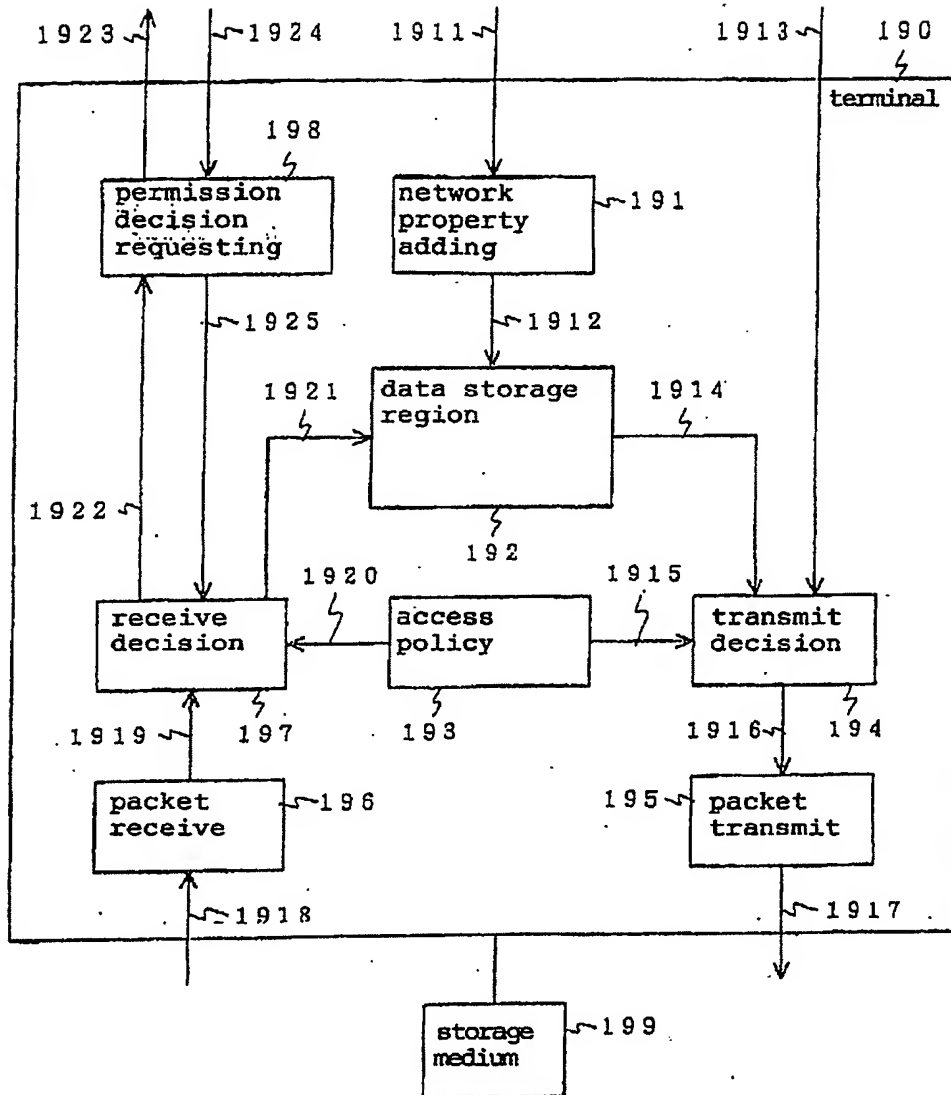 1923
1924
1911
1913
190
terminal
198
permission
decision
requesting
network
property
adding
191
1925
1912
1921
data storage
region
1914
1922
192
1920
1915
receive
decision
access
policy
transmit
decision
1919
197
193
1916
194
packet
receive
196
195
packet
transmit
1918
1917
storage
medium
199